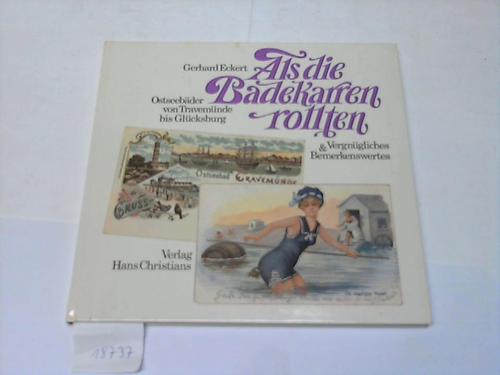 Gerhard Eckert
Als die
Badekarren
rollten
Ostseebäder
von Travemünde
bis Glücksburg
& Vergnügliches
Bemerkenswertes
Ostseebad
TRAVEMÜNDE
GRUSS
Verlag
Hans Christians
18737